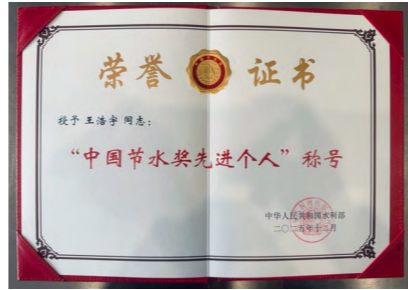 荣誉证书
授予 王浩宇 同志：
“中国节水奖先进个人”称号
中华人民共和国水利部
二〇二五年十二月